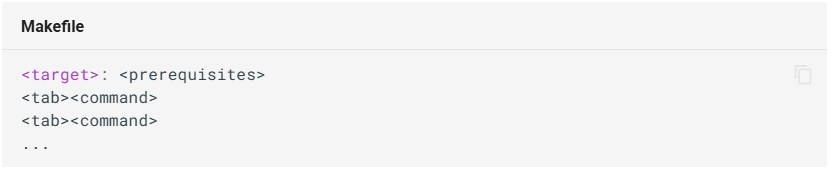 Makefile
<target>: <prerequisites>
<tab><command>
<tab><command>
...